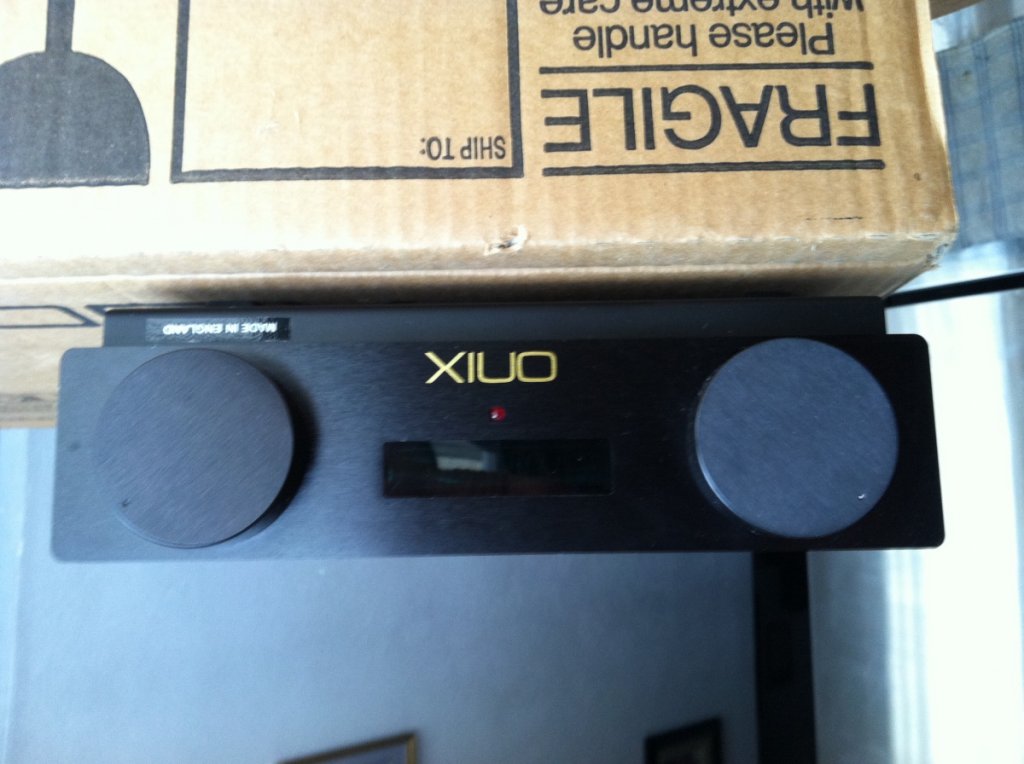 ONIX
MADE IN ENGLAND
FRAGILE
Please handle
with extreme care
SHIP TO: